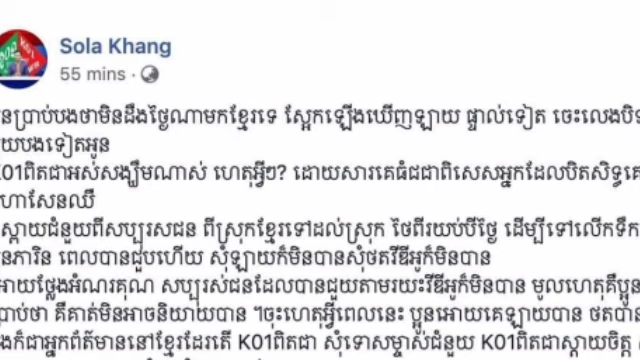 Sola Khang
55 mins ·
នប្រាប់បងថាមិនដឹងថ្ងៃណាមកខ្មែរទេ ស្អែកឡើងឃើញឡាយ ផ្ទាល់ទៀត ចេះលេងបិទ
យបងទៀតអូន
K01ពិតជាអស់សង្ឃឹមណាស់ ហេតុអ្វីៗ? ដោយសារគេធំជជាពិសេសអ្នកដែលបិតសិទ្ធគេ
ហាសែនឈឺ
ស្ដាយជំនួយពីសប្បុរសជន ពីស្រុកខ្មែរទៅដល់ស្រុក ថៃពីរយប់បីថ្ងៃ ដើម្បីទៅលើកទឹក
នភារិន ពេលបានជួបហើយ សុំឡាយក៏មិនបានសុំថតវីឌីអូក៏មិនបាន
អោយថ្លែងអំណរគុណ សប្បុរស់ជនដែលបានជួយតាមរយះវីឌីអូក៏មិនបាន មូលហេតុគឺប្អូន
ប្រាប់ថា គឺគាត់មិនអាចនិយាយបាន ។ចុះហេតុអ្វីពេលនេះ ប្អូនអោយគេឡាយបាន ថតបាន
ងក៏ជាអ្នកព័ត៌មាននៅខ្មែរដែរតើ K01ពិតជា សុំទោសម្ចាស់ជំនួយ K01ពិតជាស្ដាយចិត្ត